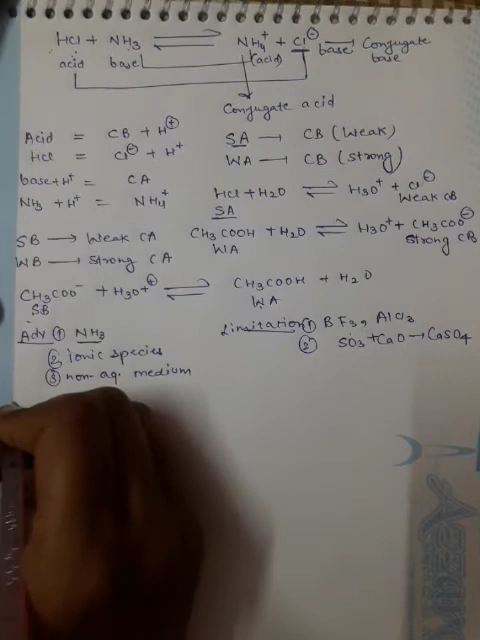 HCl + NH3 ⇌ NH4+ + Cl⊖ base → Conjugate base
acid base (acid)
Conjugate acid
Acid = CB + H⊕
HCl = Cl⊖ + H+
base + H+ = CA
NH3 + H+ = NH4+
SA → CB (Weak)
WA → CB (strong)
HCl + H2O ⇌ H3O+ + Cl⊖
SA Weak CB
CH3COOH + H2O ⇌ H3O+ + CH3COO⊖
WA Strong CB
SB → Weak CA
WB → Strong CA
CH3COO- + H3O+⊕ ⇌ CH3COOH + H2O
SB WA
Adv ① NH3
② Ionic species
③ non-aq. medium
Limitation ① BF3, AlCl3
② SO3 + CaO → CaSO4